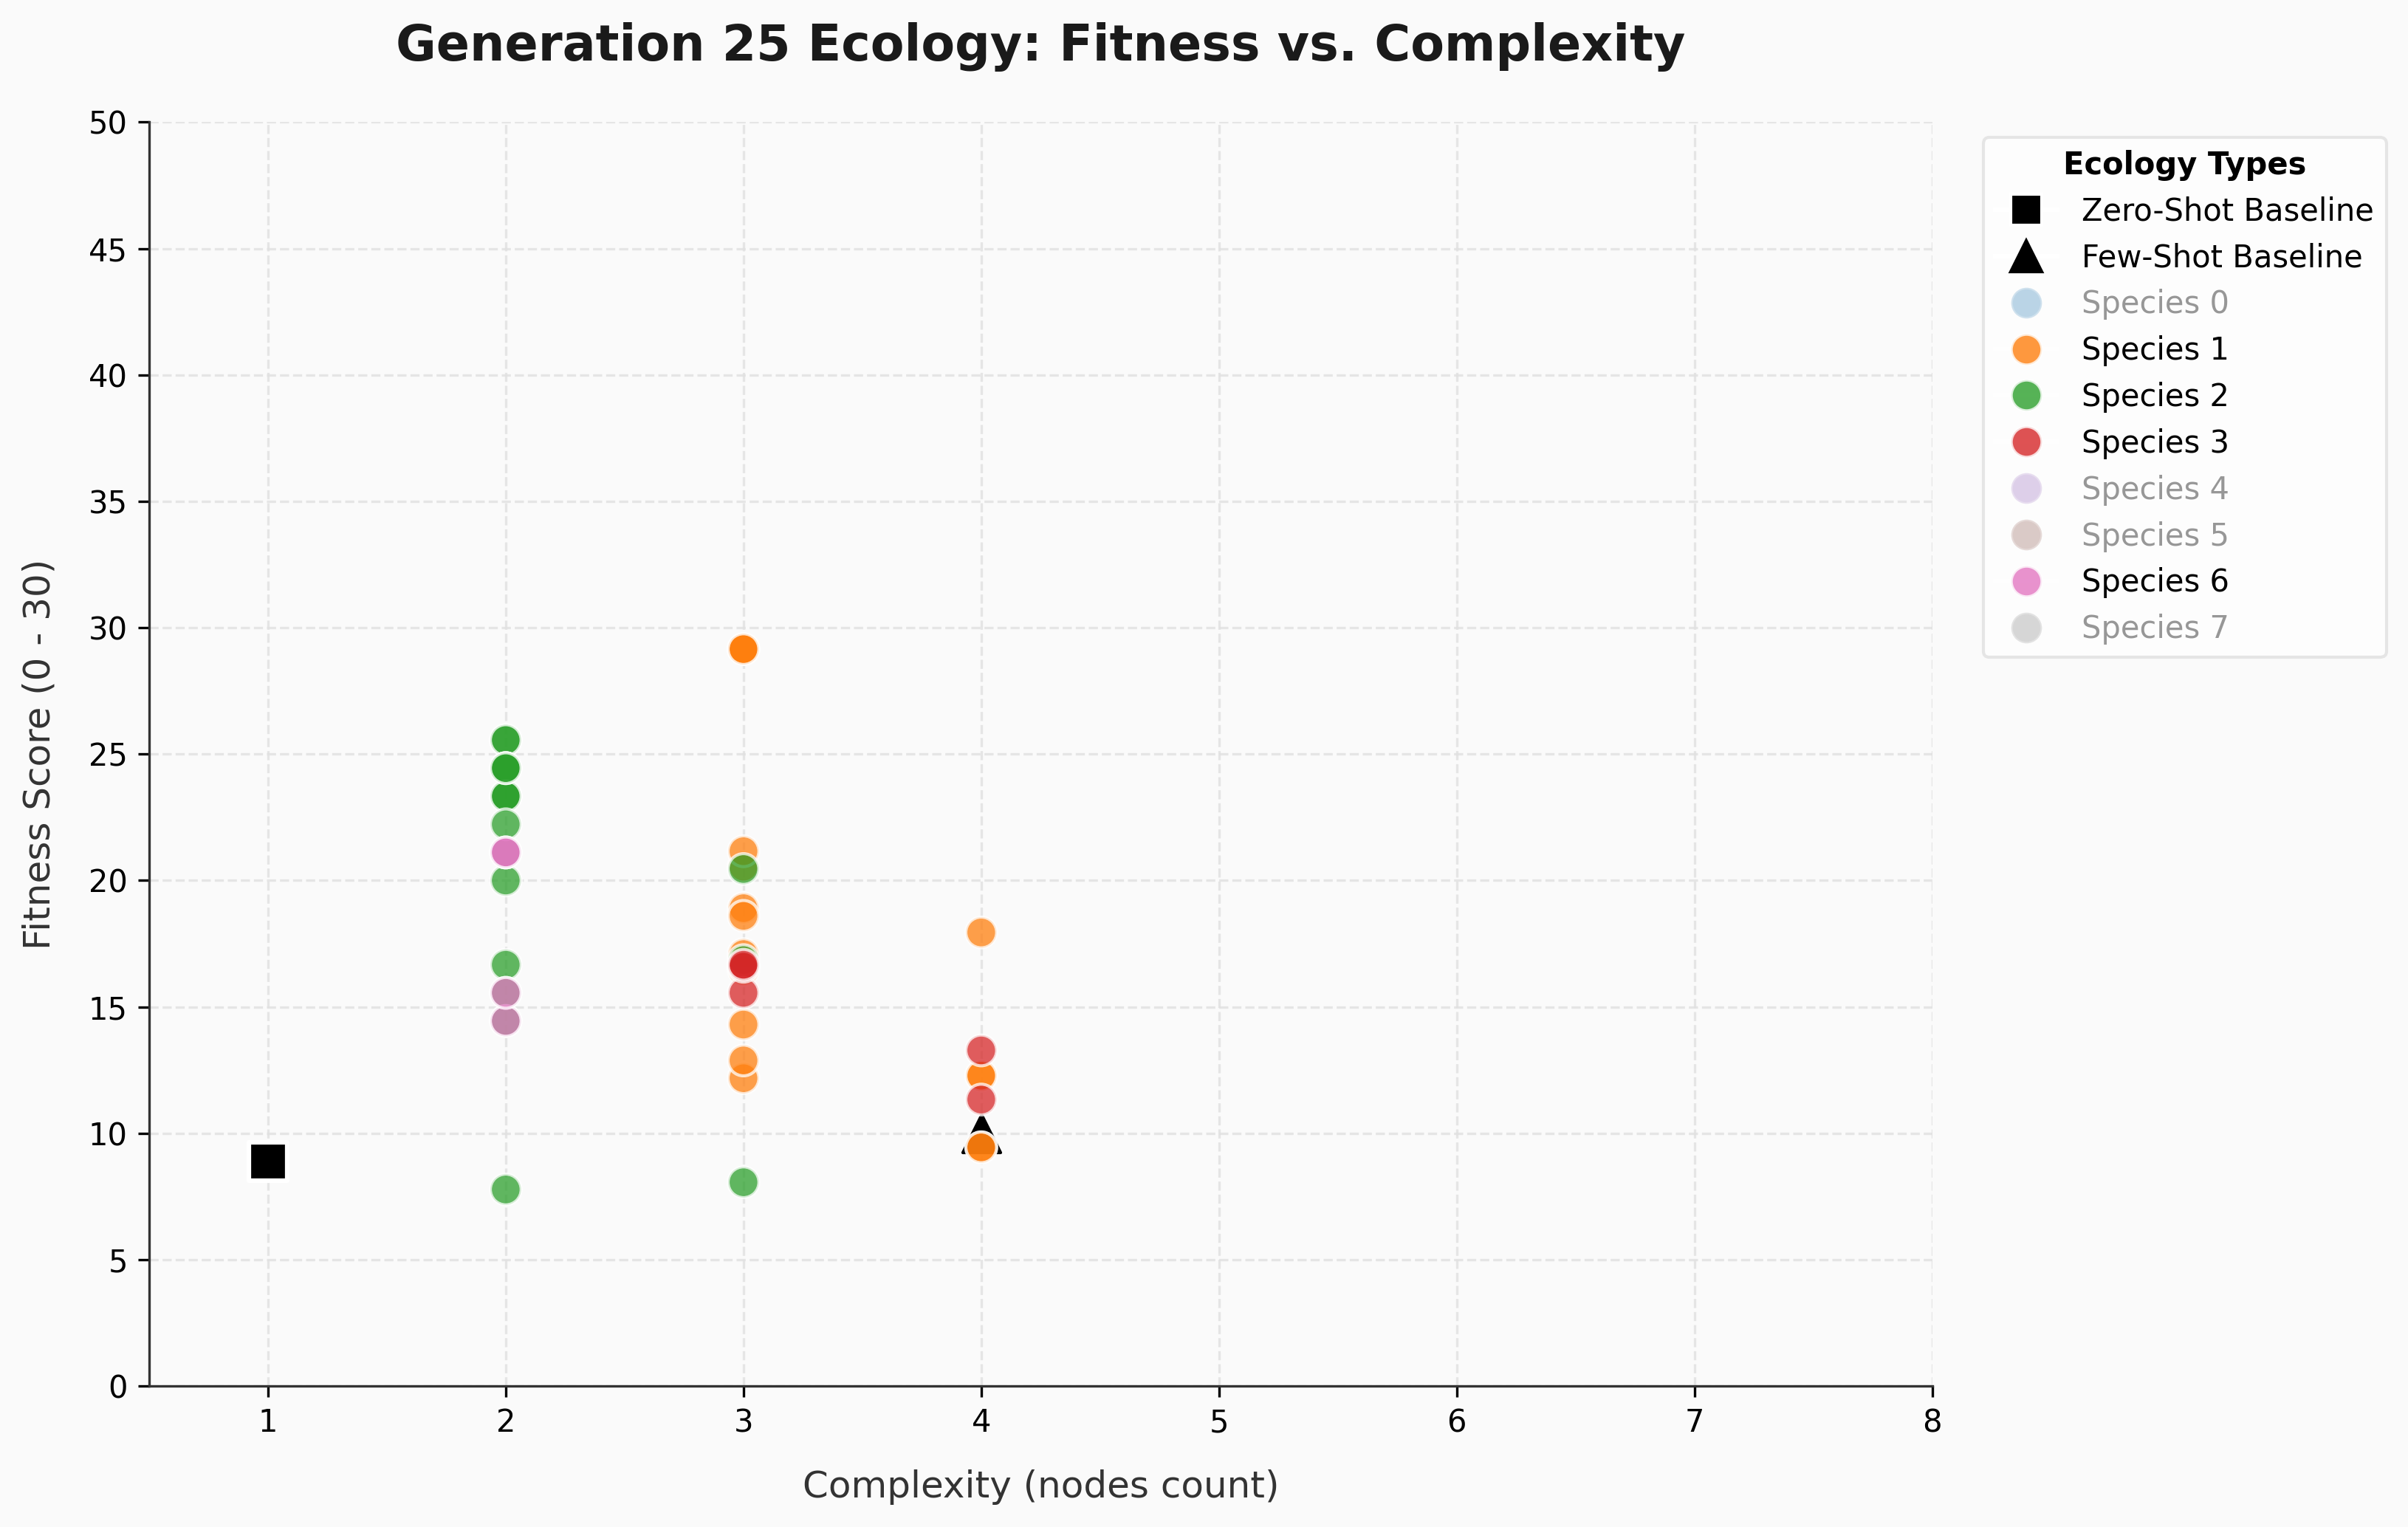 Generation 25 Ecology: Fitness vs. Complexity
50
45
40
35
30
25
20
15
10
5
0
Fitness Score (0 - 30)
1 2 3 4 5 6 7 8
Complexity (nodes count)
Ecology Types
Zero-Shot Baseline
Few-Shot Baseline
Species 0
Species 1
Species 2
Species 3
Species 4
Species 5
Species 6
Species 7